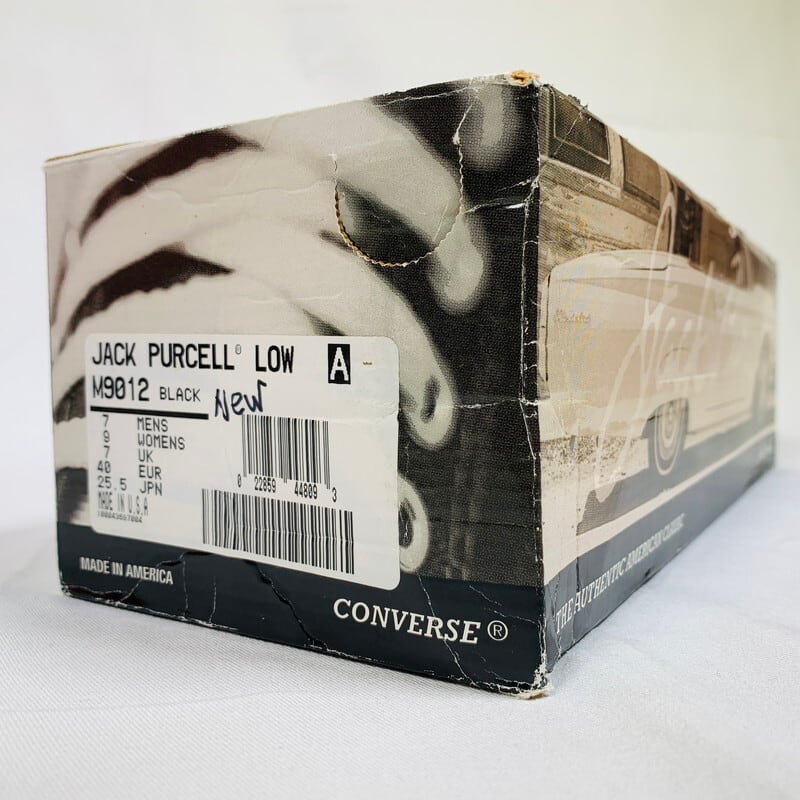 JACK PURCELL® LOW A
M9012 BLACK New
7 MENS
9 WOMENS
7 UK
40 EUR
25.5 JPN
MADE IN U.S.A
0 22859 44809 3
MADE IN AMERICA
CONVERSE®
Jack
THE AUTHENTIC AMERICAN CLASSIC